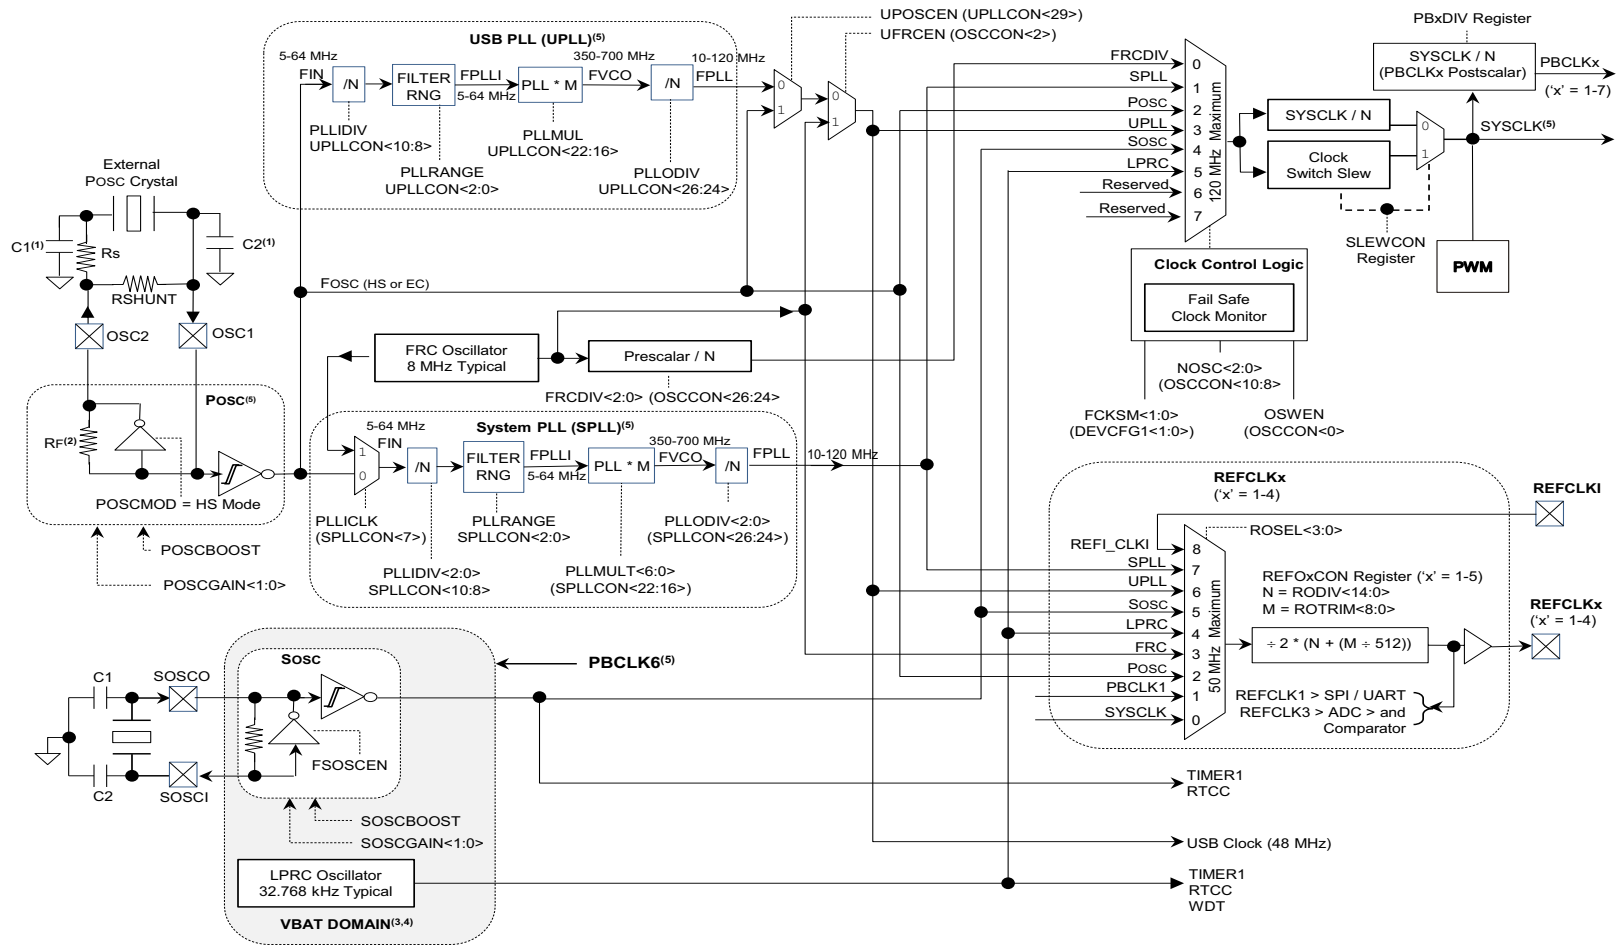 USB PLL (UPLL)(5)
5-64 MHz
FIN
/N
FILTER
RNG
FPLLI
5-64 MHz
PLL * M
350-700 MHz
FVCO
/N
10-120 MHz
FPLL
PLLIDIV
UPLLCON<10:8>
PLLRANGE
UPLLCON<2:0>
PLLMUL
UPLLCON<22:16>
PLLODIV
UPLLCON<26:24>
0
1
0
1
UPOSCEN (UPLLCON<29>)
UFRCEN (OSCCON<2>)
FRCDIV
SPLL
POSC
UPLL
SOSC
LPRC
Reserved
Reserved
0
1
2
3
4
5
6
7
120 MHz Maximum
SYSCLK / N
Clock
Switch Slew
0
1
SLEWCON
Register
PBxDIV Register
SYSCLK / N
(PBCLKx Postscalar)
PBCLKx
('x' = 1-7)
SYSCLK(5)
PWM
Clock Control Logic
Fail Safe
Clock Monitor
NOSC<2:0>
(OSCCON<10:8>
FCKSM<1:0>
(DEVCFG1<1:0>)
OSWEN
(OSCCON<0>
External
POSC Crystal
C1(1)
C2(1)
Rs
RSHUNT
OSC2
OSC1
POSC(5)
RF(2)
POSCMOD = HS Mode
POSCBOOST
POSCGAIN<1:0>
FOSC (HS or EC)
FRC Oscillator
8 MHz Typical
Prescalar / N
FRCDIV<2:0> (OSCCON<26:24>
System PLL (SPLL)(5)
5-64 MHz
FIN
1
0
/N
FILTER
RNG
FPLLI
5-64 MHz
PLL * M
350-700 MHz
FVCO
/N
FPLL
10-120 MHz
PLLICLK
(SPLLCON<7>)
PLLRANGE
SPLLCON<2:0>
PLLODIV<2:0>
(SPLLCON<26:24>)
PLLIDIV<2:0>
SPLLCON<10:8>
PLLMULT<6:0>
(SPLLCON<22:16>)
REFCLKx
('x' = 1-4)
REFCLKI
ROSEL<3:0>
REFI_CLKI
SPLL
UPLL
SOSC
LPRC
FRC
POSC
PBCLK1
SYSCLK
8
7
6
5
4
3
2
1
0
50 MHz Maximum
REFOxCON Register ('x' = 1-5)
N = RODIV<14:0>
M = ROTRIM<8:0>
÷ 2 * (N + (M ÷ 512))
REFCLKx
('x' = 1-4)
REFCLK1 > SPI / UART
REFCLK3 > ADC > and
Comparator
PBCLK6(5)
SOSC
C1
SOSCO
C2
SOSCI
FSOSCEN
SOSCBOOST
SOSCGAIN<1:0>
LPRC Oscillator
32.768 kHz Typical
VBAT DOMAIN(3,4)
TIMER1
RTCC
USB Clock (48 MHz)
TIMER1
RTCC
WDT